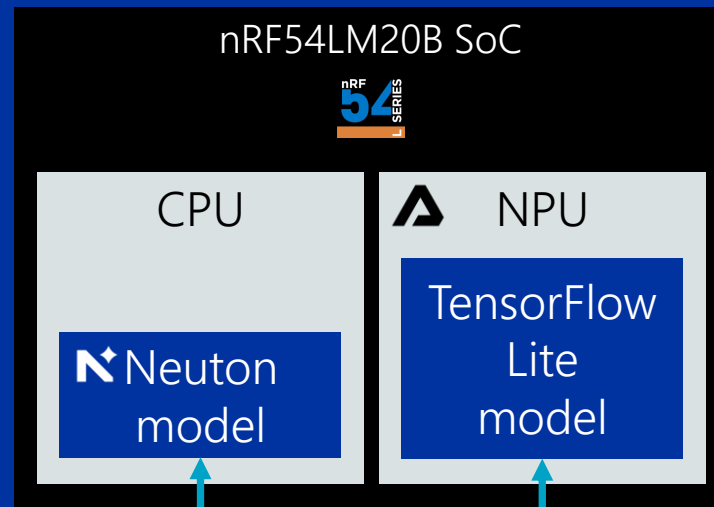 nRF54LM20B SoC
nRF
54
L SERIES
CPU
NPU
Neuton
model
TensorFlow
Lite
model